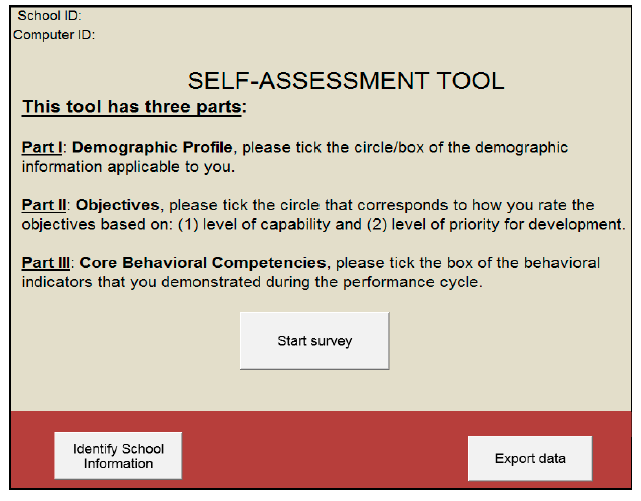 School ID:
Computer ID:
SELF-ASSESSMENT TOOL
This tool has three parts:
Part I: Demographic Profile, please tick the circle/box of the demographic
information applicable to you.
Part II: Objectives, please tick the circle that corresponds to how you rate the
objectives based on: (1) level of capability and (2) level of priority for development.
Part III: Core Behavioral Competencies, please tick the box of the behavioral
indicators that you demonstrated during the performance cycle.
Start survey
Identify School
Information
Export data